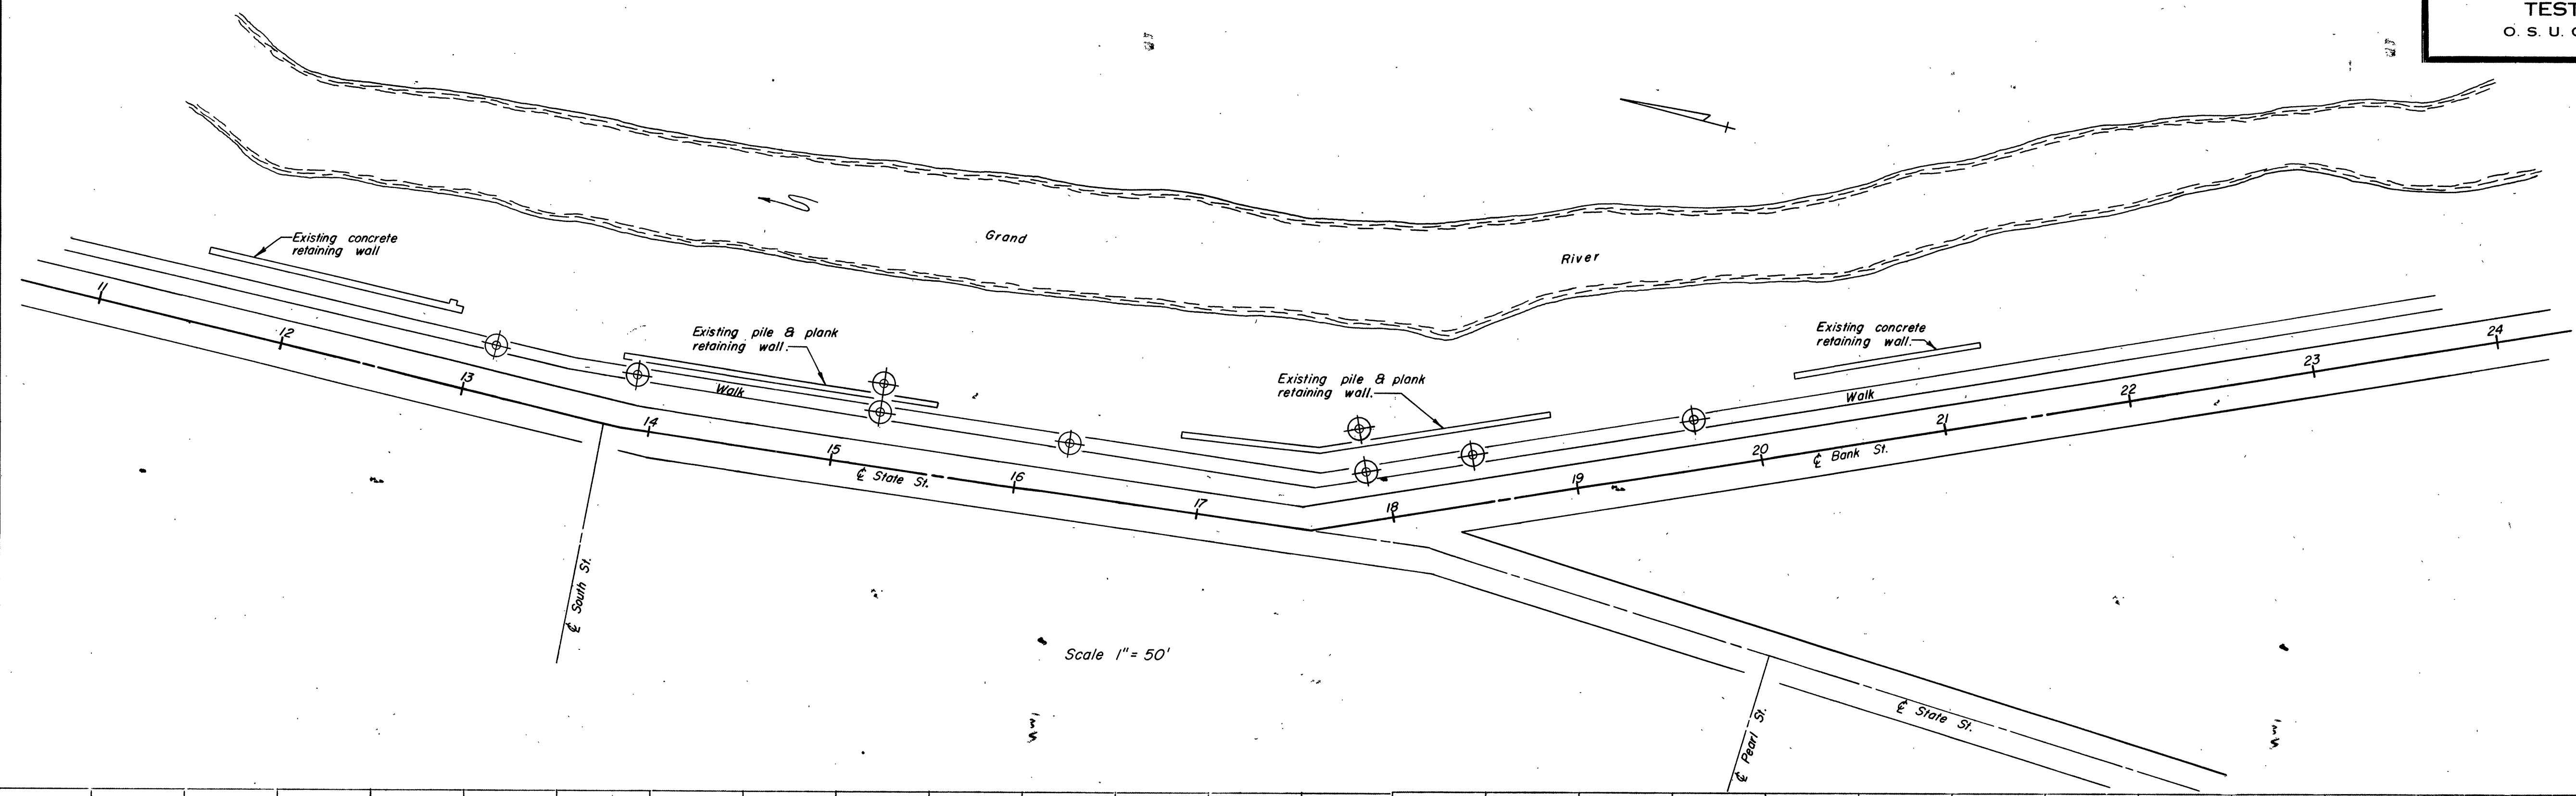 TEST
O. S. U.
Existing concrete
retaining wall
Grand
River
Existing pile & plank
retaining wall.
Existing pile & plank
retaining wall.
Existing concrete
retaining wall.
Walk
Walk
11
12
13
14
15
16
17
18
19
20
21
22
23
24
℄ State St.
℄ Bank St.
℄ South St.
Scale 1" = 50'
℄ State St.
℄ Pearl St.